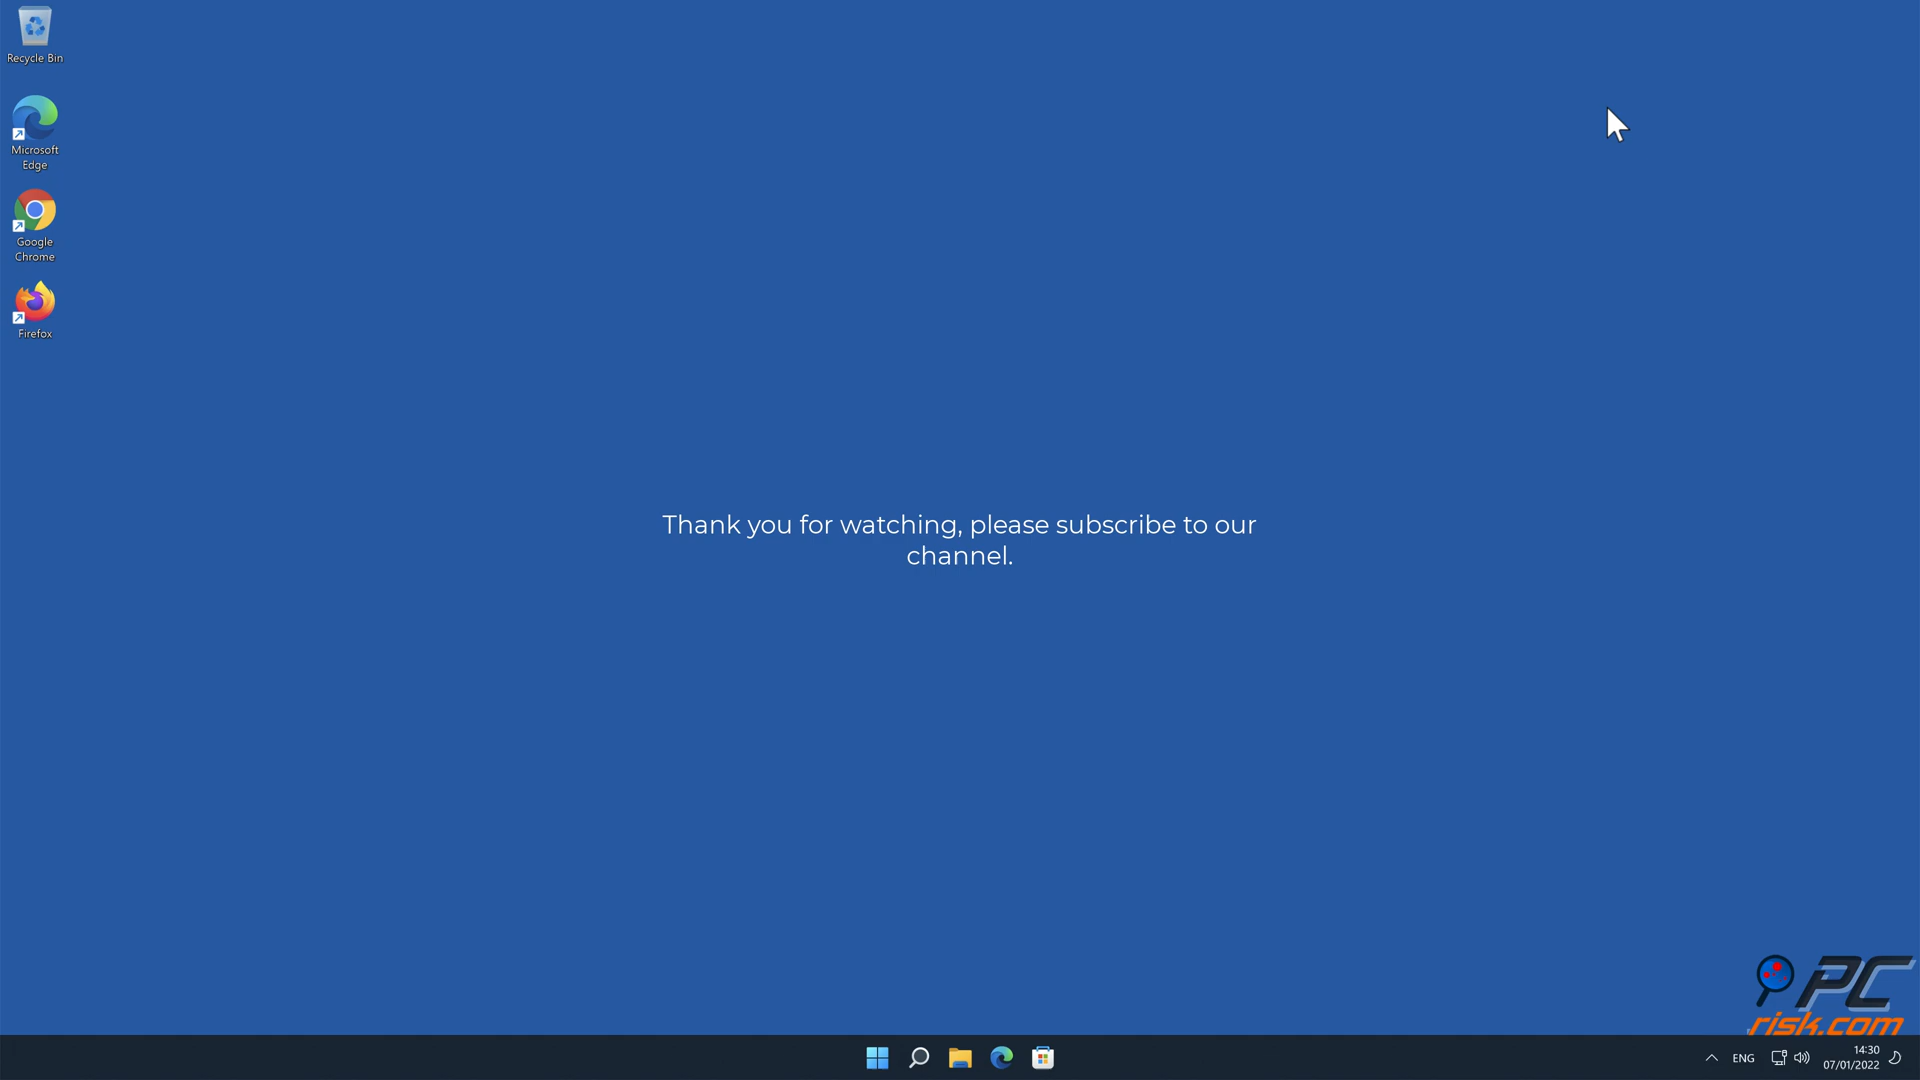 Recycle Bin
Microsoft
Edge
Google
Chrome
Firefox
Thank you for watching, please subscribe to our
channel.
PC
risk.com
ENG
14:30
07/01/2022